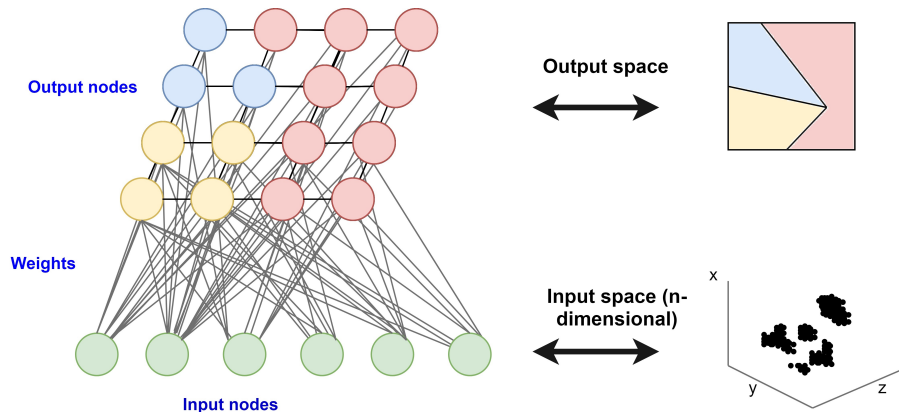 Output nodes
Output space
Weights
Input space (n-
dimensional)
x
y
z
Input nodes